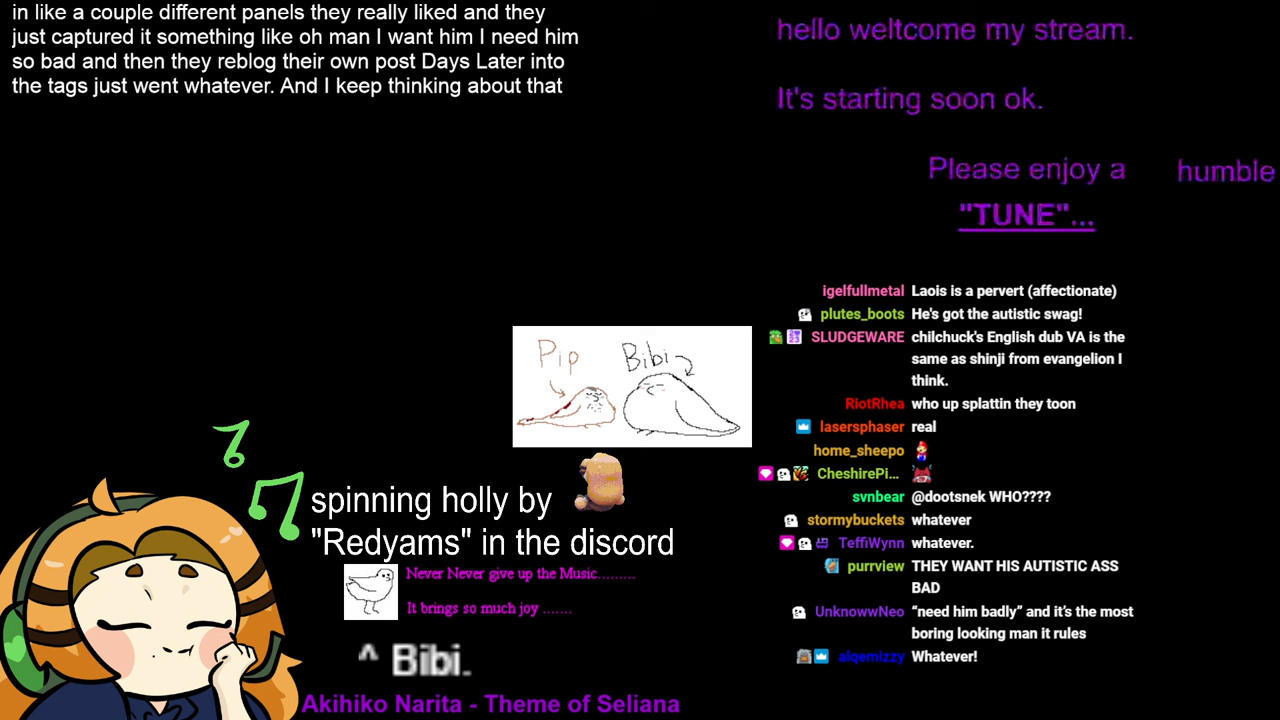 in like a couple different panels they really liked and they
just captured it something like oh man I want him I need him
so bad and then they reblog their own post Days Later into
the tags just went whatever. And I keep thinking about that
hello weltcome my stream.
It's starting soon ok.
Please enjoy a humble
"TUNE"...
igelfullmetal Laois is a pervert (affectionate)
plutes_boots He's got the autistic swag!
SLUDGEWARE chilchuck's English dub VA is the
same as shinji from evangelion I
think.
RiotRhea who up splattin they toon
lasersphaser real
home_sheepo
CheshirePi...
svnbear @dootsnek WHO????
stormybuckets whatever
TeffiWynn whatever.
purrview THEY WANT HIS AUTISTIC ASS
BAD
UnknowwNeo “need him badly” and it’s the most
boring looking man it rules
alqemizzy Whatever!
Pip Bibi
spinning holly by
"Redyams" in the discord
Never Never give up the Music.........
It brings so much joy .......
^ Bibi.
Akihiko Narita - Theme of Seliana